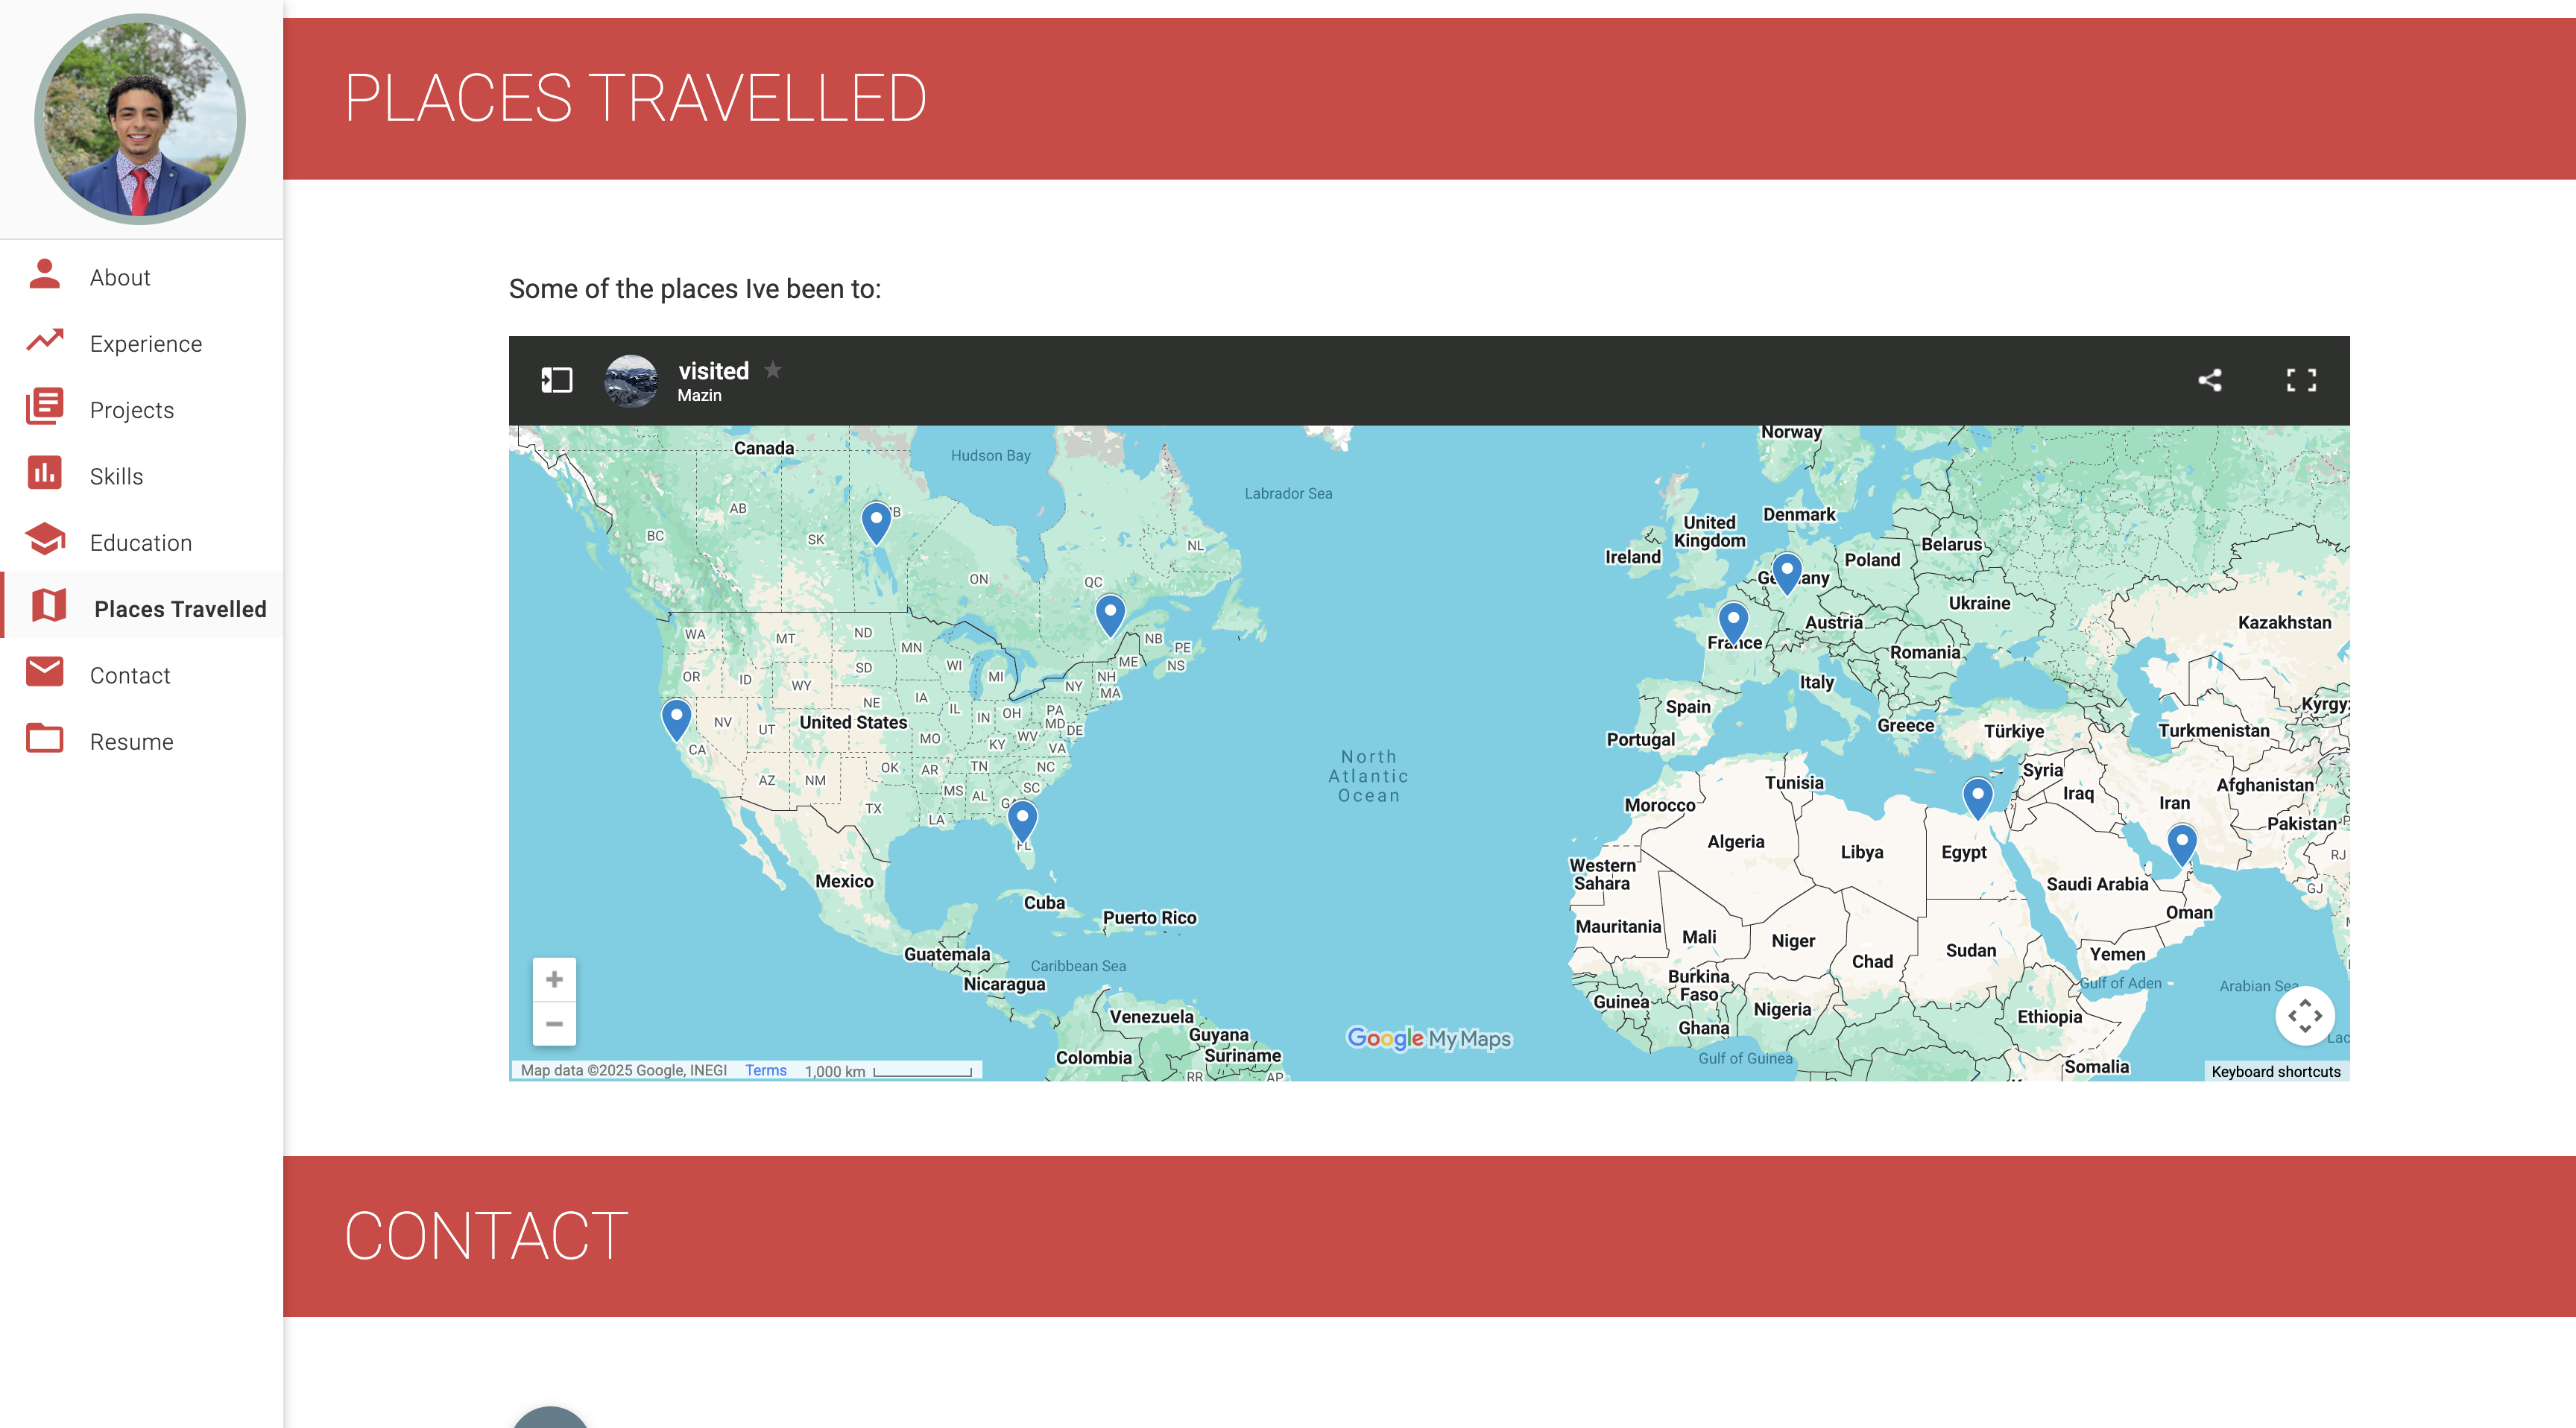 PLACES TRAVELLED
About
Experience
Projects
Skills
Education
Places Travelled
Contact
Resume
Some of the places Ive been to:
visited
Mazin
Canada
Hudson Bay
Labrador Sea
Norway
AB
SK
BC
ON
QC
NL
United
Kingdom
Ireland
Denmark
Poland
Belarus
Ukraine
Austria
France
Romania
Kazakhstan
WA
MT
ND
MN
NB
PE
NS
ME
OR
ID
WY
SD
WI
MI
NY
NH
MA
NE
IA
IL
IN
OH
PA
MD
DE
NV
UT
United States
MO
KY
WV
VA
CA
AZ
NM
OK
AR
TN
NC
TX
MS
AL
SC
LA
FL
Italy
Spain
Portugal
Greece
Türkiye
Turkmenistan
Kyrgyz
North
Atlantic
Ocean
Tunisia
Morocco
Syria
Iraq
Iran
Afghanistan
Pakistan
Algeria
Libya
Egypt
Western
Sahara
Saudi Arabia
Oman
RJ
GJ
Mexico
Cuba
Puerto Rico
Mauritania
Mali
Niger
Chad
Sudan
Yemen
Guatemala
Caribbean Sea
Nicaragua
Burkina
Faso
Guinea
Nigeria
Ghana
Gulf of Aden
Arabian Sea
Ethiopia
Somalia
Venezuela
Guyana
Suriname
Colombia
RR
AP
Gulf of Guinea
Lac
Google My Maps
Map data ©2025 Google, INEGI Terms 1,000 km
Keyboard shortcuts
CONTACT